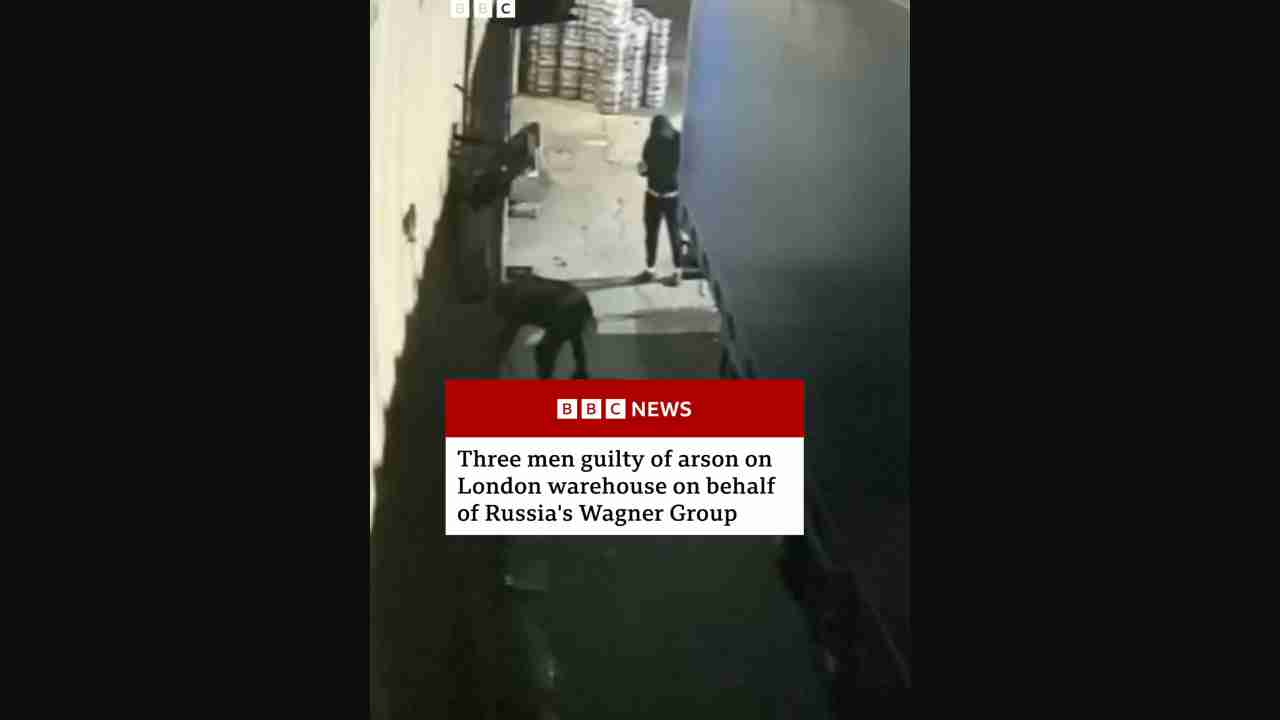 BBC
BBC NEWS
Three men guilty of arson on
London warehouse on behalf
of Russia's Wagner Group